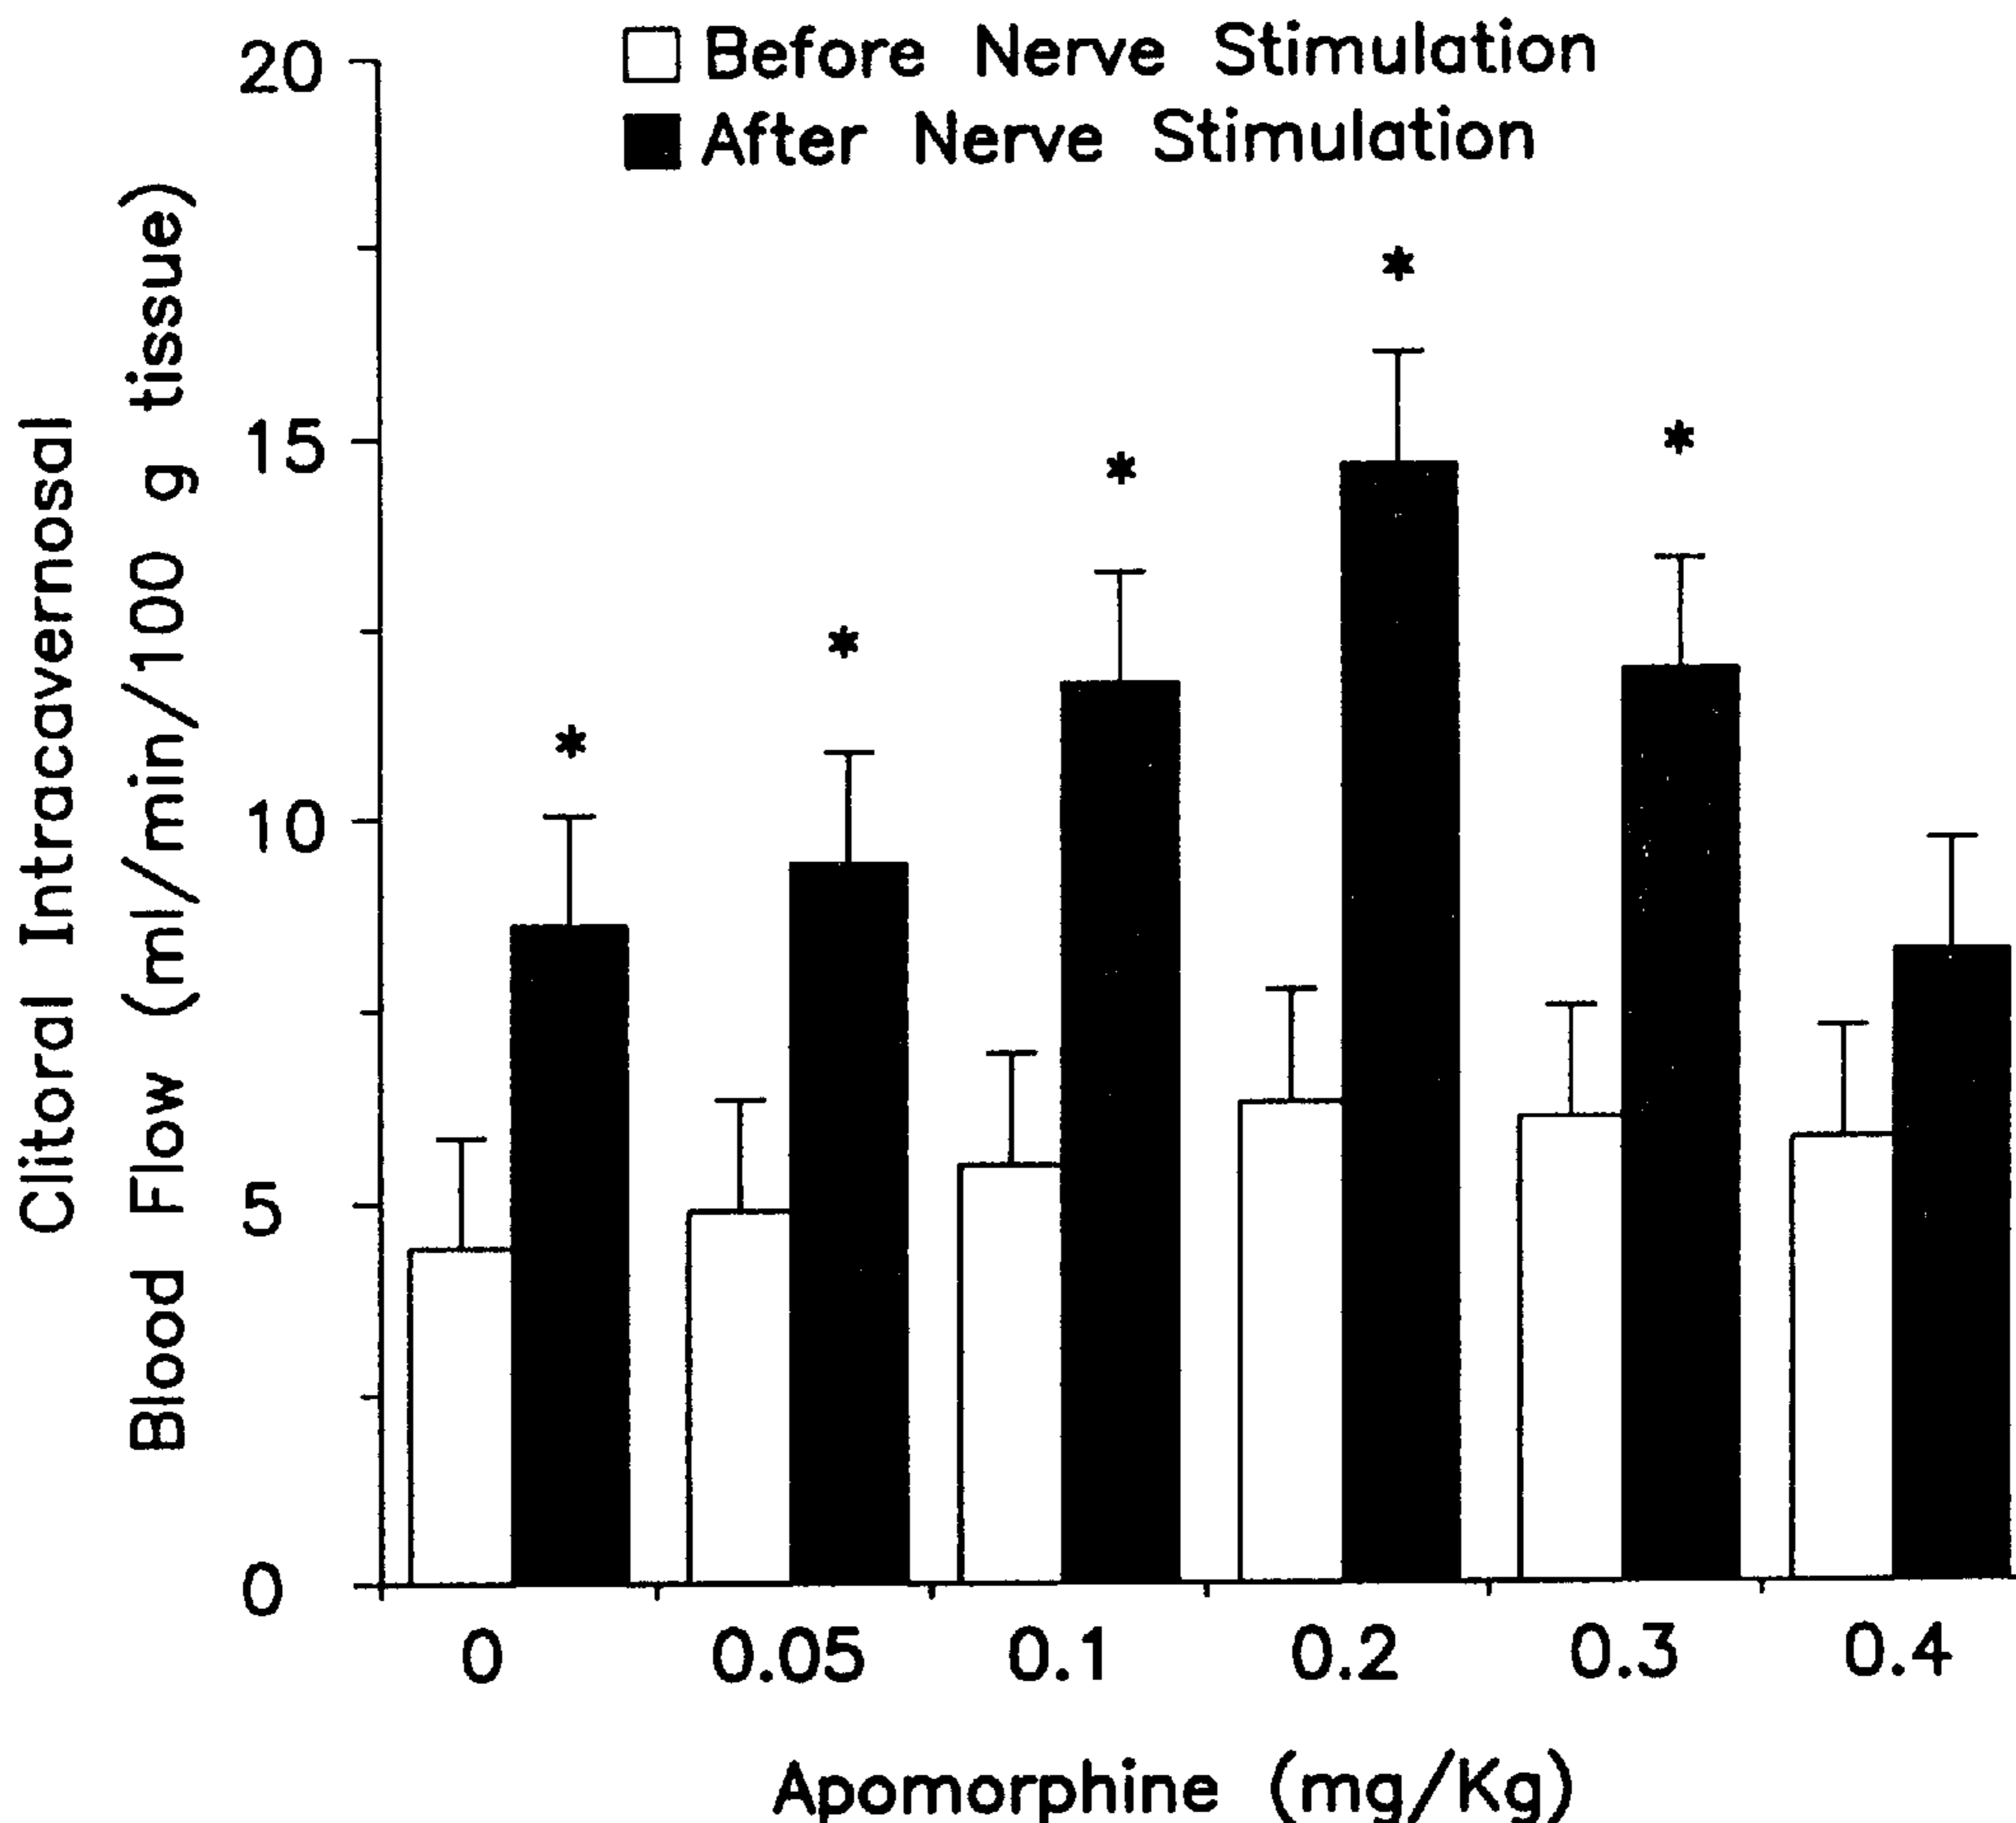 Before Nerve Stimulation
After Nerve Stimulation
Clitoral Intracavernosal
Blood Flow (ml/min/100 g tissue)
20
15
10
5
0
*
*
*
*
*
0 0.05 0.1 0.2 0.3 0.4
Apomorphine (mg/Kg)